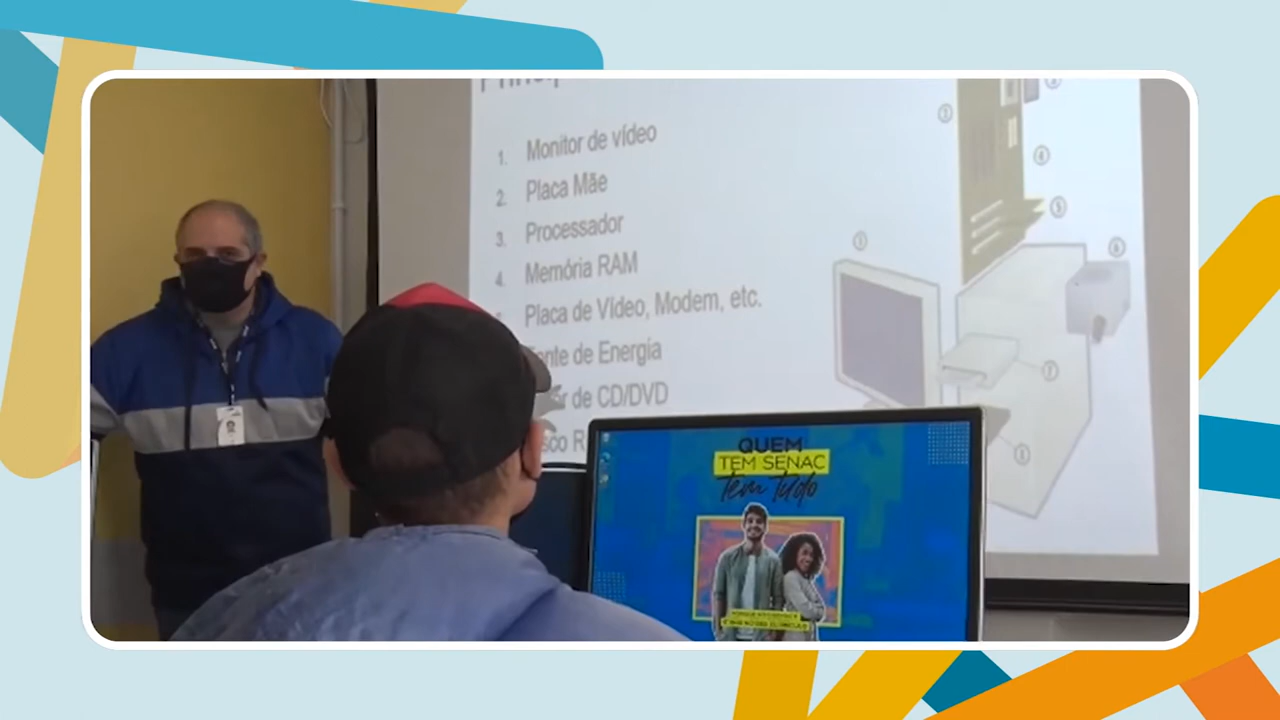 1. Monitor de vídeo
2. Placa Mãe
3. Processador
4. Memória RAM
Placa de Vídeo, Modem, etc.
de Energia
de CD/DVD
QUEM
TEM SENAC
tem tudo